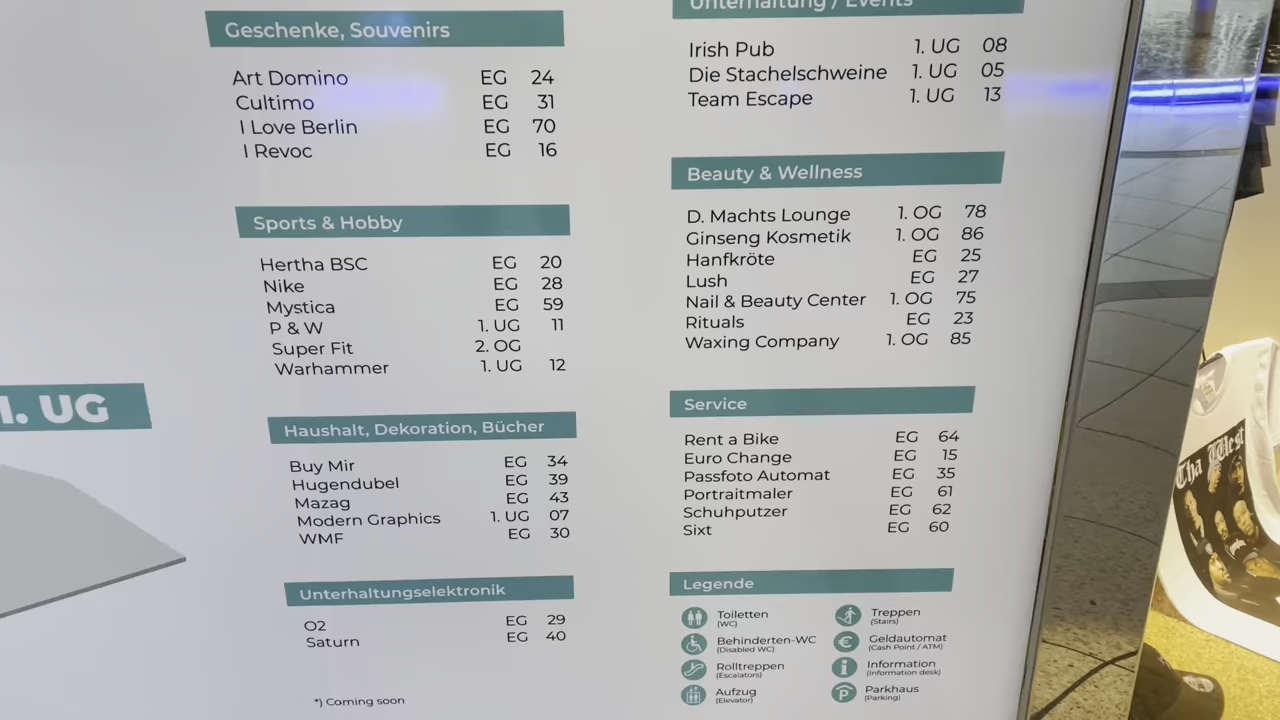 Geschenke, Souvenirs
Art Domino EG 24
Cultimo EG 31
I Love Berlin EG 70
I Revoc EG 16
Sports & Hobby
Hertha BSC EG 20
Nike EG 28
Mystica EG 59
P & W 1. UG 11
Super Fit 2. OG
Warhammer 1. UG 12
1. UG
Haushalt, Dekoration, Bücher
Buy Mir EG 34
Hugendubel EG 39
Mazag EG 43
Modern Graphics 1. UG 07
WMF EG 30
Unterhaltungselektronik
O2 EG 29
Saturn EG 40
*) Coming soon
Unterhaltung / Events
Irish Pub 1. UG 08
Die Stachelschweine 1. UG 05
Team Escape 1. UG 13
Beauty & Wellness
D. Machts Lounge 1. OG 78
Ginseng Kosmetik 1. OG 86
Hanfkröte EG 25
Lush EG 27
Nail & Beauty Center 1. OG 75
Rituals EG 23
Waxing Company 1. OG 85
Service
Rent a Bike EG 64
Euro Change EG 15
Passfoto Automat EG 35
Portraitmaler EG 61
Schuhputzer EG 62
Sixt EG 60
Legende
Toiletten
(WC)
Behinderten-WC
(Disabled WC)
Rolltreppen
(Escalators)
Aufzug
(Elevator)
Treppen
(Stairs)
Geldautomat
(Cash Point / ATM)
Information
(Information desk)
Parkhaus
(Parking)
Tha West